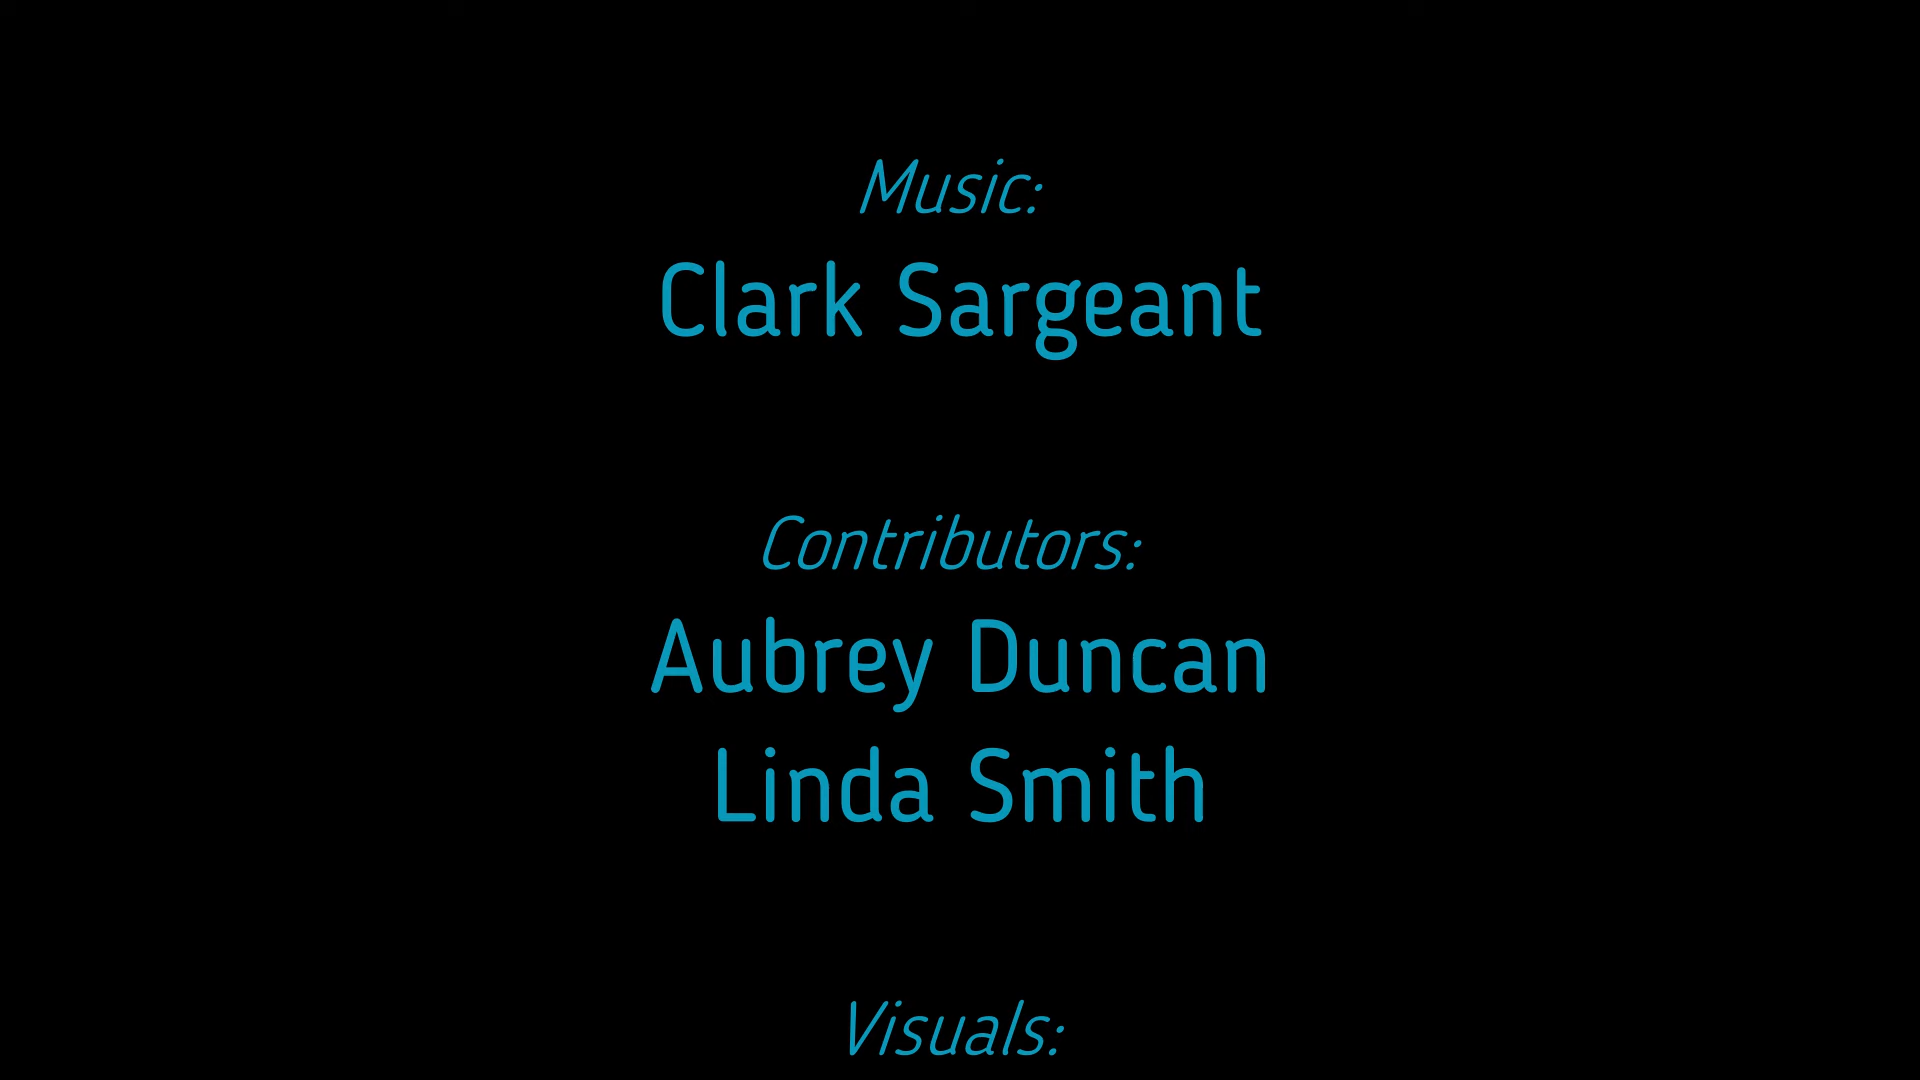 Music:
Clark Sargeant
Contributors:
Aubrey Duncan
Linda Smith
Visuals: